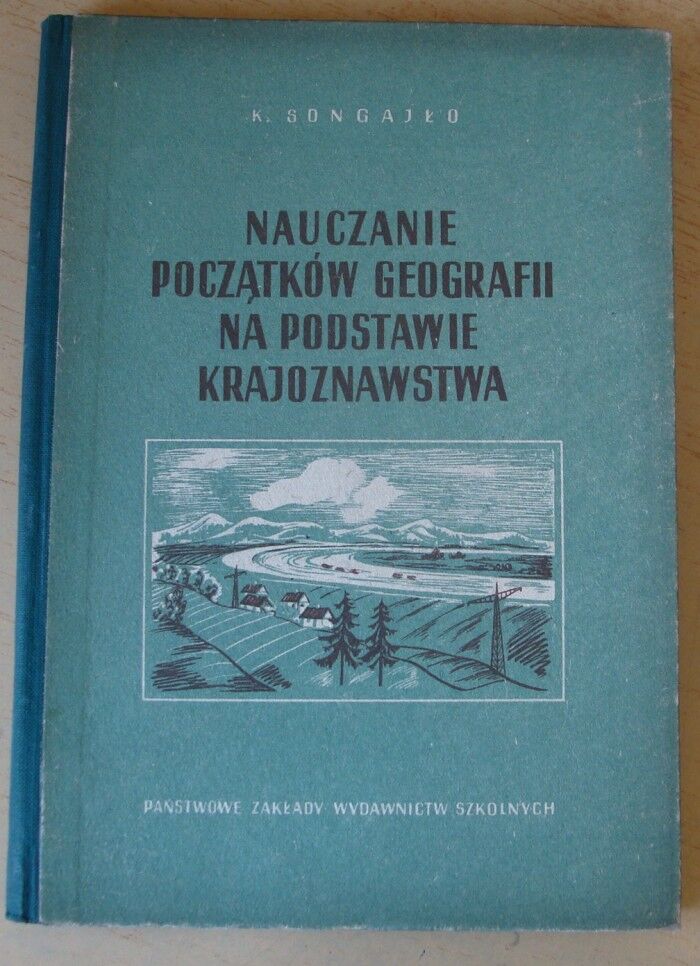 K. SONGAJŁO
NAUCZANIE
POCZĄTKÓW GEOGRAFII
NA PODSTAWIE
KRAJOZNAWSTWA
PAŃSTWOWE ZAKŁADY WYDAWNICTW SZKOLNYCH